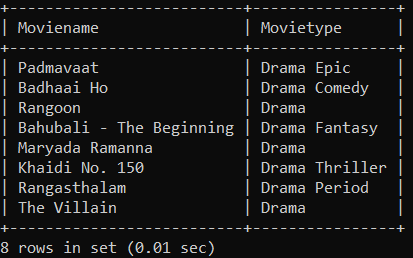 +--------------------------+----------------+
| Moviename                | Movietype      |
+--------------------------+----------------+
| Padmavaat                | Drama Epic     |
| Badhaai Ho               | Drama Comedy   |
| Rangoon                  | Drama          |
| Bahubali - The Beginning | Drama Fantasy  |
| Maryada Ramanna          | Drama          |
| Khaidi No. 150           | Drama Thriller |
| Rangasthalam             | Drama Period   |
| The Villain              | Drama          |
+--------------------------+----------------+
8 rows in set (0.01 sec)